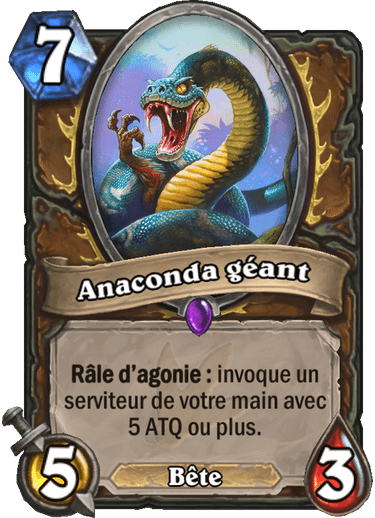 7
Anaconda géant
Râle d’agonie : invoque un
serviteur de votre main avec
5 ATQ ou plus.
5
Bête
3